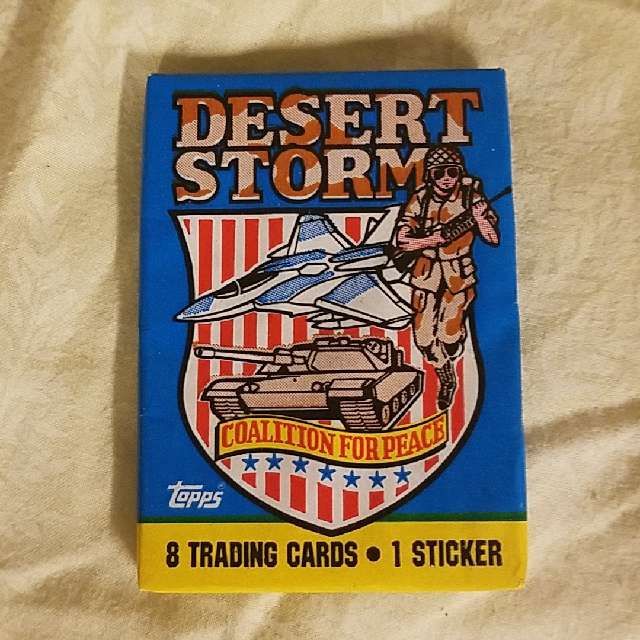 DESERT
STORM
COALITION FOR PEACE
topps
8 TRADING CARDS • 1 STICKER